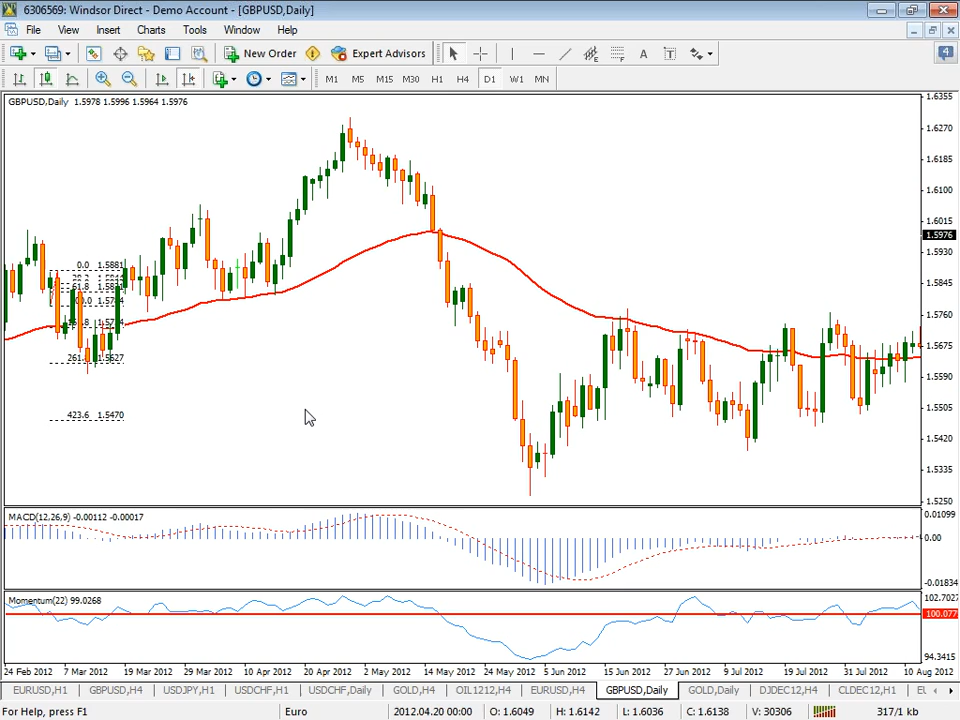 6306569: Windsor Direct - Demo Account - [GBPUSD,Daily]
File View Insert Charts Tools Window Help
New Order Expert Advisors 4
M1 M5 M15 M30 H1 H4 D1 W1 MN
GBPUSD,Daily 1.5978 1.5996 1.5964 1.5976
1.6355
1.6270
1.6185
1.6100
1.6015
1.5976
1.5930
1.5845
1.5760
1.5675
1.5590
1.5505
1.5420
1.5335
1.5250
0.0 1.5881
423.6 1.5470
MACD(12,26,9) -0.00112 -0.00017
0.01099
0.00
-0.01834
Momentum(22) 99.0268
102.7027
100.077
94.3415
24 Feb 2012 7 Mar 2012 19 Mar 2012 29 Mar 2012 10 Apr 2012 20 Apr 2012 2 May 2012 14 May 2012 24 May 2012 5 Jun 2012 15 Jun 2012 27 Jun 2012 9 Jul 2012 19 Jul 2012 31 Jul 2012 10 Aug 2012
EURUSD,H1 GBPUSD,H4 USDJPY,H1 USDCHF,H1 USDCHF,Daily GOLD,H4 OIL1212,H4 EURUSD,H4 GBPUSD,Daily GOLD,Daily DJDEC12,H4 CLDEC12,H1
For Help, press F1 Euro 2012.04.20 00:00 O: 1.6049 H: 1.6142 L: 1.6036 C: 1.6138 V: 30306 317/1 kb